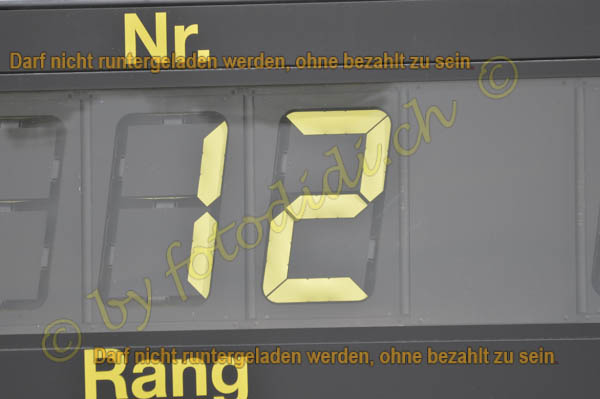 Nr.
Darf nicht runtergeladen werden, ohne bezahlt zu sein.
12
© by fotodidi.ch ©
Darf nicht runtergeladen werden, ohne bezahlt zu sein.
Rang